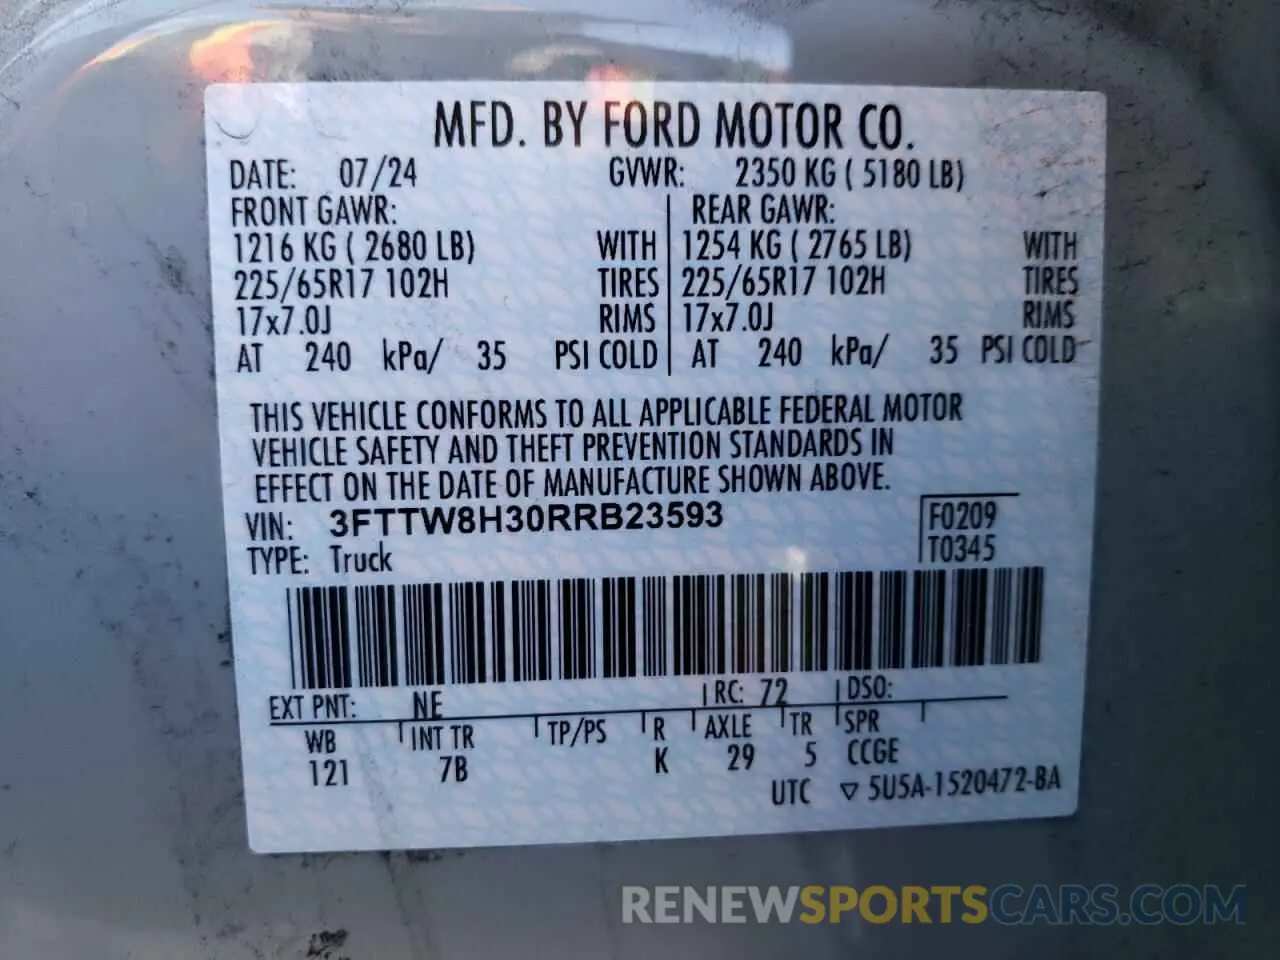 MFD. BY FORD MOTOR CO.
DATE: 07/24 GVWR: 2350 KG ( 5180 LB)
FRONT GAWR: REAR GAWR:
1216 KG ( 2680 LB) WITH 1254 KG ( 2765 LB) WITH
225/65R17 102H TIRES 225/65R17 102H TIRES
17x7.0J RIMS 17x7.0J RIMS
AT 240 kPa/ 35 PSI COLD AT 240 kPa/ 35 PSI COLD
THIS VEHICLE CONFORMS TO ALL APPLICABLE FEDERAL MOTOR
VEHICLE SAFETY AND THEFT PREVENTION STANDARDS IN
EFFECT ON THE DATE OF MANUFACTURE SHOWN ABOVE.
VIN: 3FTTW8H30RRB23593 F0209
TYPE: Truck T0345
EXT PNT: NE RC: 72 DSO:
WB INT TR TP/PS R AXLE TR SPR
121 7B K 29 5 CCGE
UTC ▽ 5U5A-1520472-BA
RENEWSPORTSCARS.COM